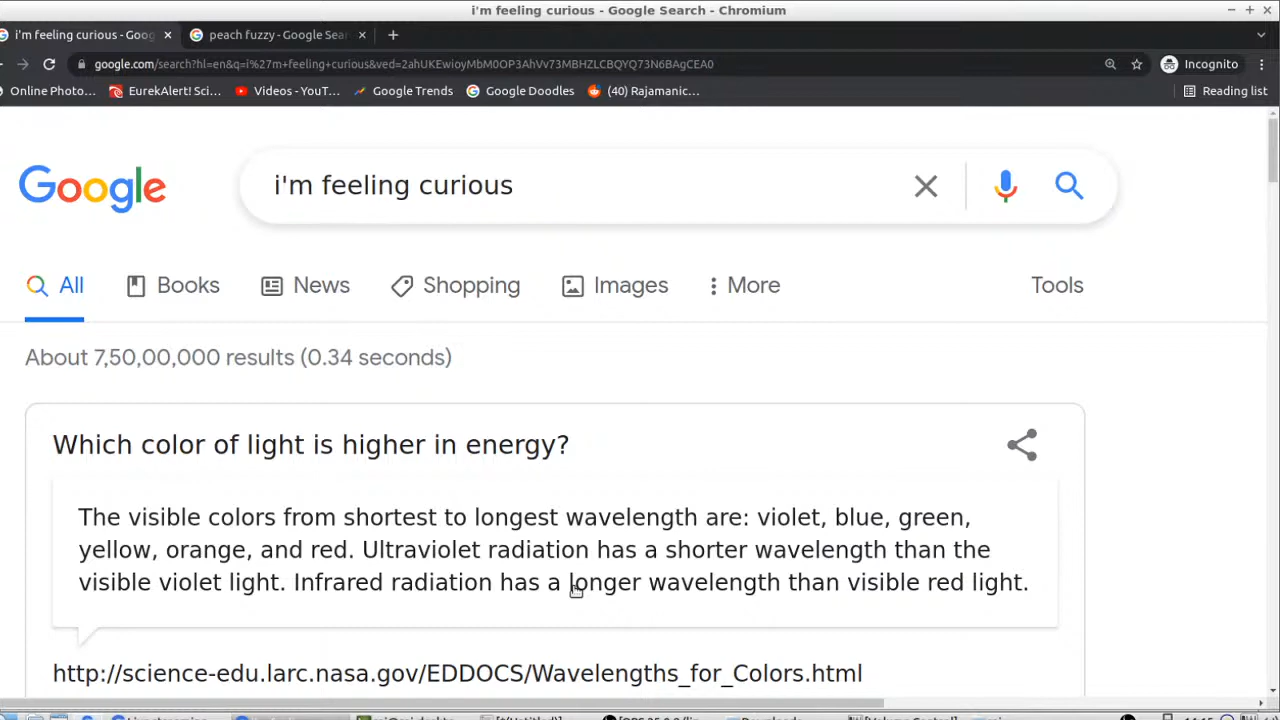 i'm feeling curious - Google Search - Chromium
i'm feeling curious - Goog
peach fuzzy - Google Sear
google.com/search?hl=en&q=i%27m+feeling+curious&ved=2ahUKEwioyMbM0OP3AhVv73MBHZLCBQYQ73N6BAgCEA0
Incognito
Online Photo...
EurekAlert! Sci...
Videos - YouT...
Google Trends
Google Doodles
(40) Rajamanic...
Reading list
Google
i'm feeling curious
All
Books
News
Shopping
Images
More
Tools
About 7,50,00,000 results (0.34 seconds)
Which color of light is higher in energy?
The visible colors from shortest to longest wavelength are: violet, blue, green,
yellow, orange, and red. Ultraviolet radiation has a shorter wavelength than the
visible violet light. Infrared radiation has a longer wavelength than visible red light.
http://science-edu.larc.nasa.gov/EDDOCS/Wavelengths_for_Colors.html